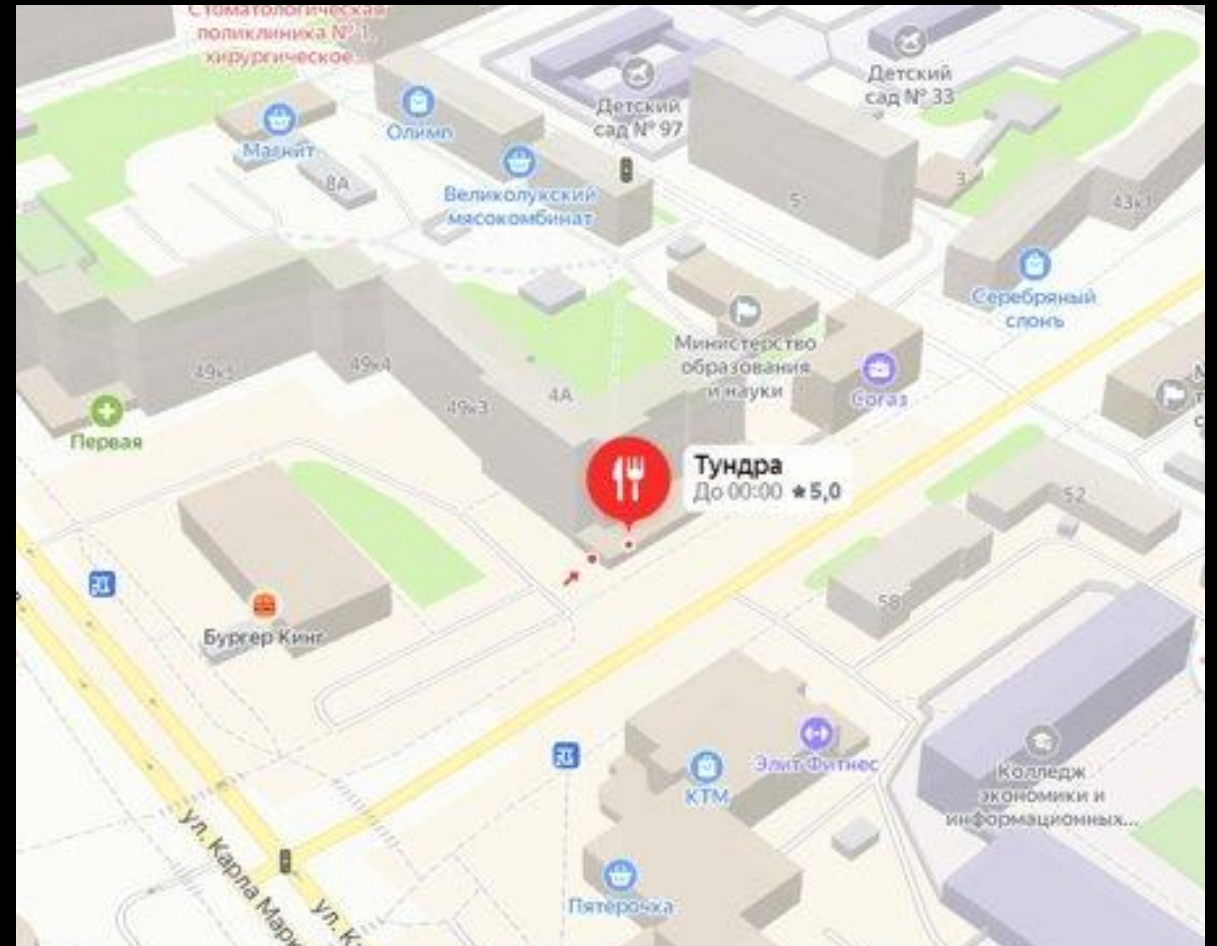 Стоматологическая
поликлиника № 1,
хирургическое...
Детский
сад № 33
Детский
сад № 97
Олимп
Магнит
8А
Великолукский
мясокомбинат
5
3
43к1
Серебряный
слонъ
Министерство
образования
и науки
Согаз
49к5
49к4
49к3
4А
Первая
Тундра
До 00:00 ★5,0
52
58
Бургер Кинг
Элит Фитнес
КТМ
Колледж
экономики и
информационных...
Пятёрочка
ул. Карла Марк
ул. К